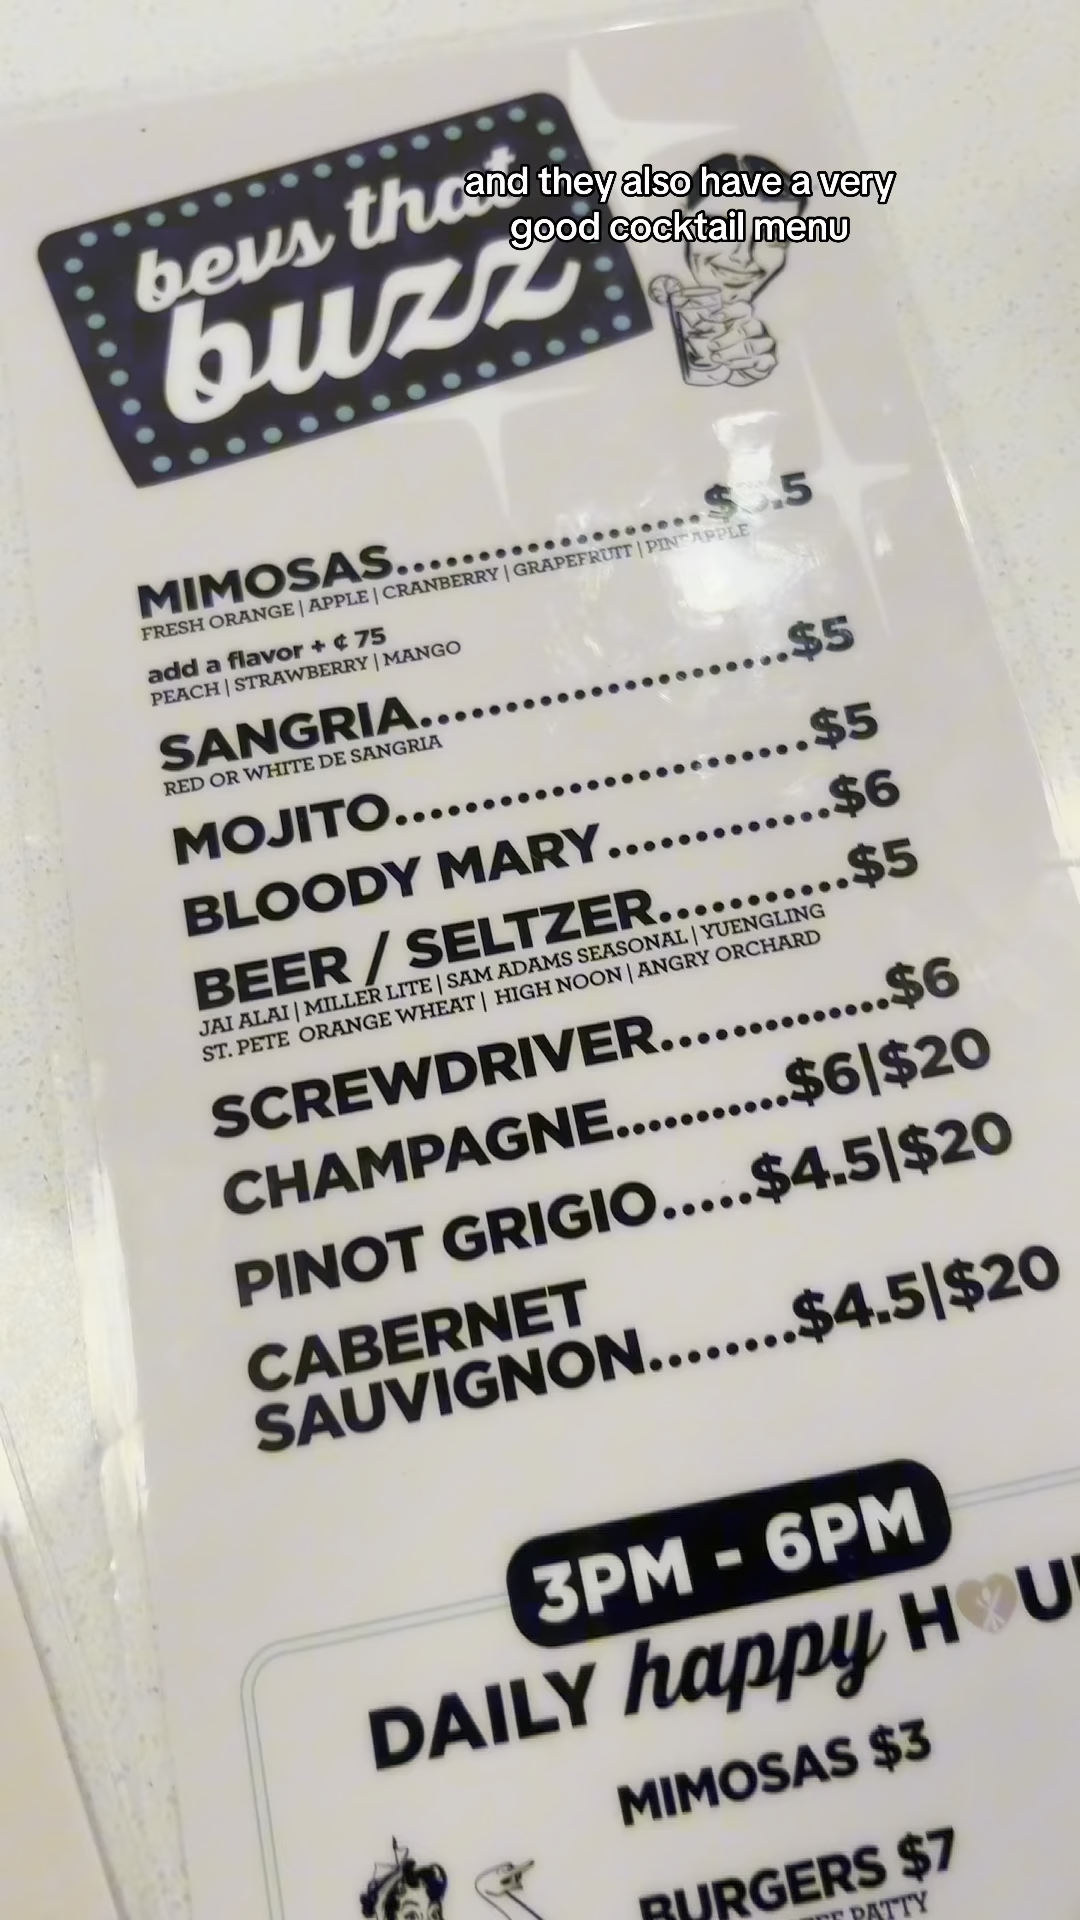 and they also have a very
good cocktail menu
bevs that
buzz
MIMOSAS
FRESH ORANGE | APPLE | CRANBERRY | GRAPEFRUIT | PINEAPPLE
add a flavor + ¢ 75
PEACH | STRAWBERRY | MANGO
SANGRIA....................$5
RED OR WHITE DE SANGRIA
MOJITO....................$5
BLOODY MARY...........$6
BEER / SELTZER..........$5
JAI ALAI | MILLER LITE | SAM ADAMS SEASONAL | YUENGLING
ST. PETE ORANGE WHEAT | HIGH NOON | ANGRY ORCHARD
SCREWDRIVER............$6
CHAMPAGNE..........$6|$20
PINOT GRIGIO.....$4.5|$20
CABERNET
SAUVIGNON........$4.5|$20
3PM - 6PM
DAILY happy
MIMOSAS $3
BURGERS $7
PATTY